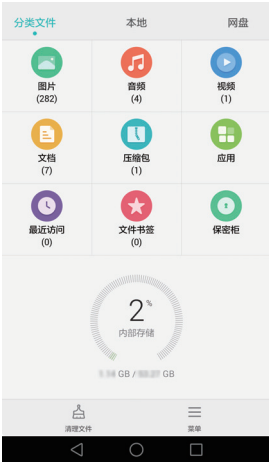 分类文件 本地 网盘
图片 音频 视频
(282) (4) (1)
文档 压缩包 应用
(7) (1)
最近访问 文件书签 保密柜
(0) (0)
2%
内部存储
GB / GB
清理文件 菜单